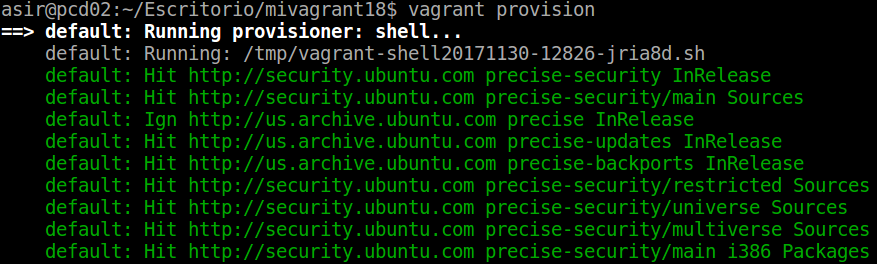 asir@pcd02:~/Escritorio/mivagrant18$ vagrant provision
==> default: Running provisioner: shell...
default: Running: /tmp/vagrant-shell20171130-12826-jria8d.sh
default: Hit http://security.ubuntu.com precise-security InRelease
default: Hit http://security.ubuntu.com precise-security/main Sources
default: Ign http://us.archive.ubuntu.com precise InRelease
default: Hit http://us.archive.ubuntu.com precise-updates InRelease
default: Hit http://us.archive.ubuntu.com precise-backports InRelease
default: Hit http://security.ubuntu.com precise-security/restricted Sources
default: Hit http://security.ubuntu.com precise-security/universe Sources
default: Hit http://security.ubuntu.com precise-security/multiverse Sources
default: Hit http://security.ubuntu.com precise-security/main i386 Packages